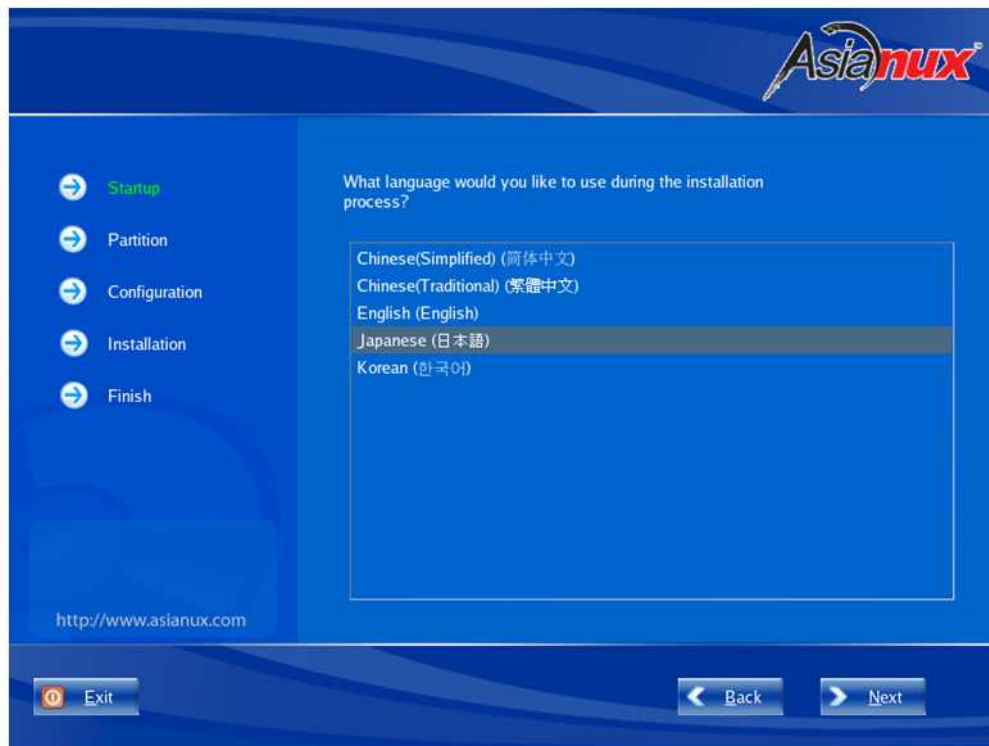 Asianux
Startup
Partition
Configuration
Installation
Finish
http://www.asianux.com
What language would you like to use during the installation
process?
Chinese(Simplified) (简体中文)
Chinese(Traditional) (繁體中文)
English (English)
Japanese (日本語)
Korean (한국어)
Exit
Back
Next